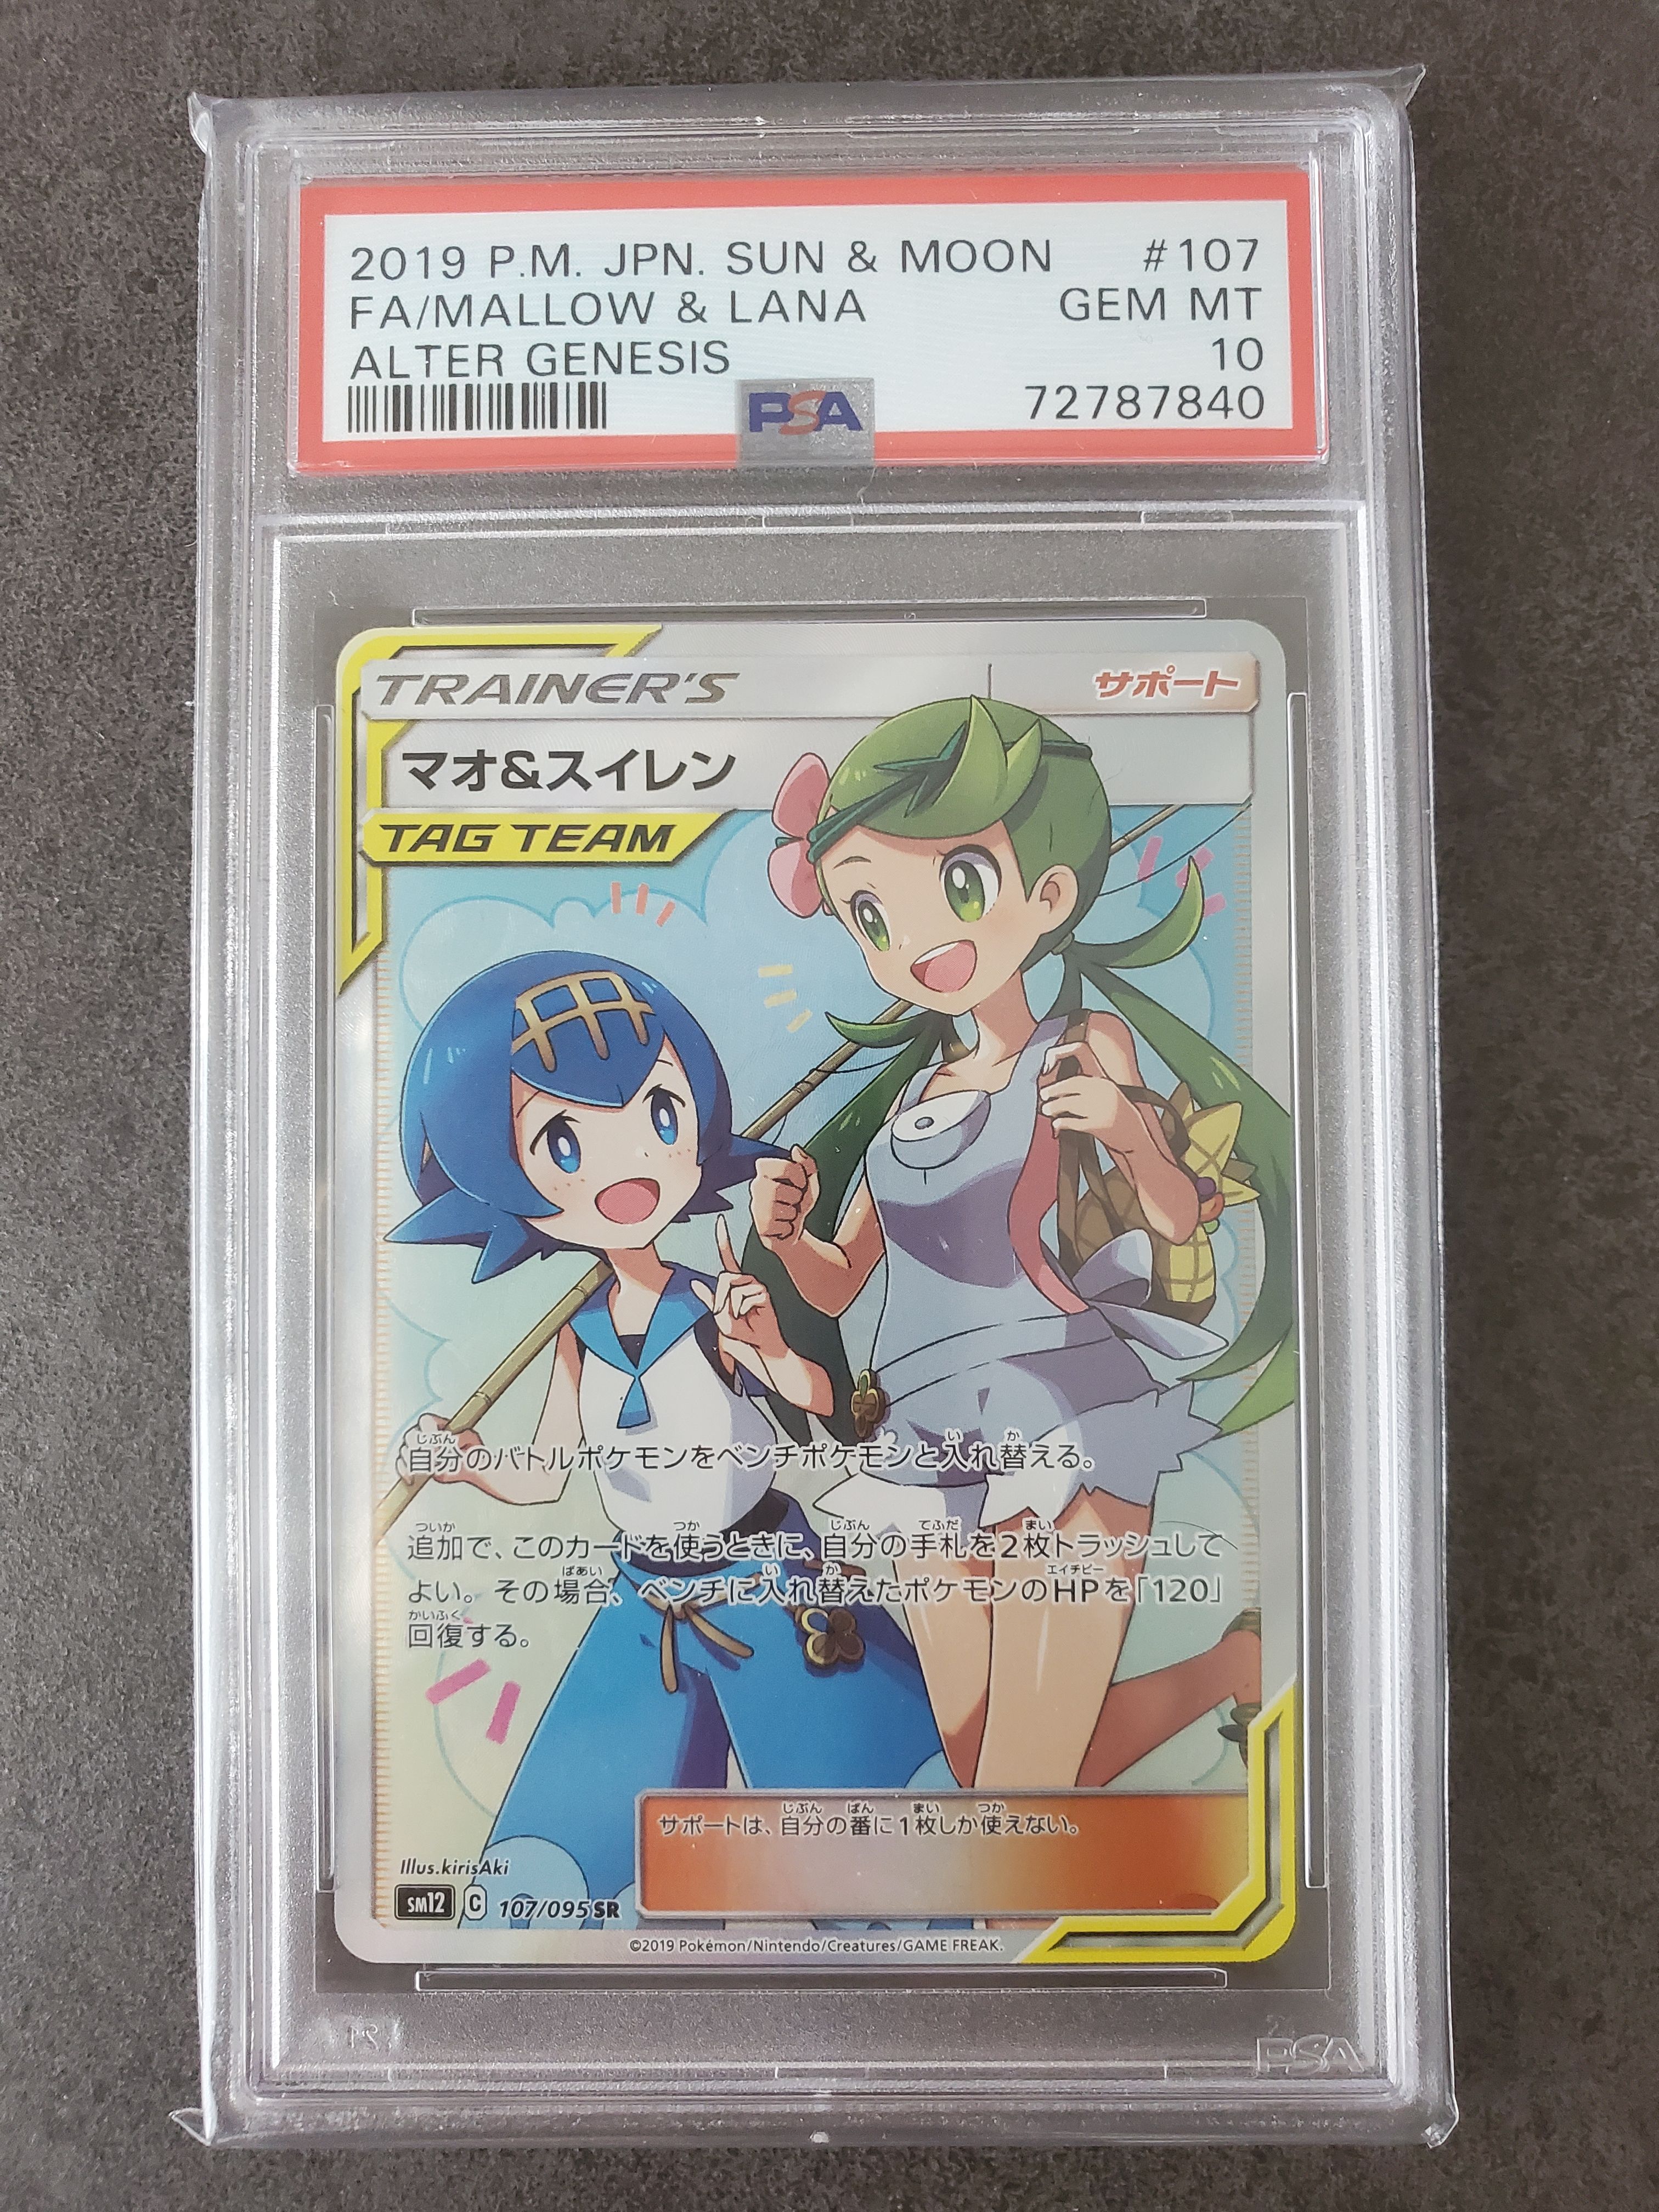 2019 P.M. JPN. SUN & MOON #107
FA/MALLOW & LANA GEM MT
ALTER GENESIS 10
PSA 72787840
TRAINER'S サポート
マオ&スイレン
TAG TEAM
自分のバトルポケモンをベンチポケモンと入れ替える。
追加で、このカードを使うときに、自分の手札を2枚トラッシュして
よい。その場合、ベンチに入れ替えたポケモンのHPを「120」
回復する。
サポートは、自分の番に1枚しか使えない。
Illus.kirisAki
SM12 C 107/095 SR
©2019 Pokémon/Nintendo/Creatures/GAME FREAK.
PSA